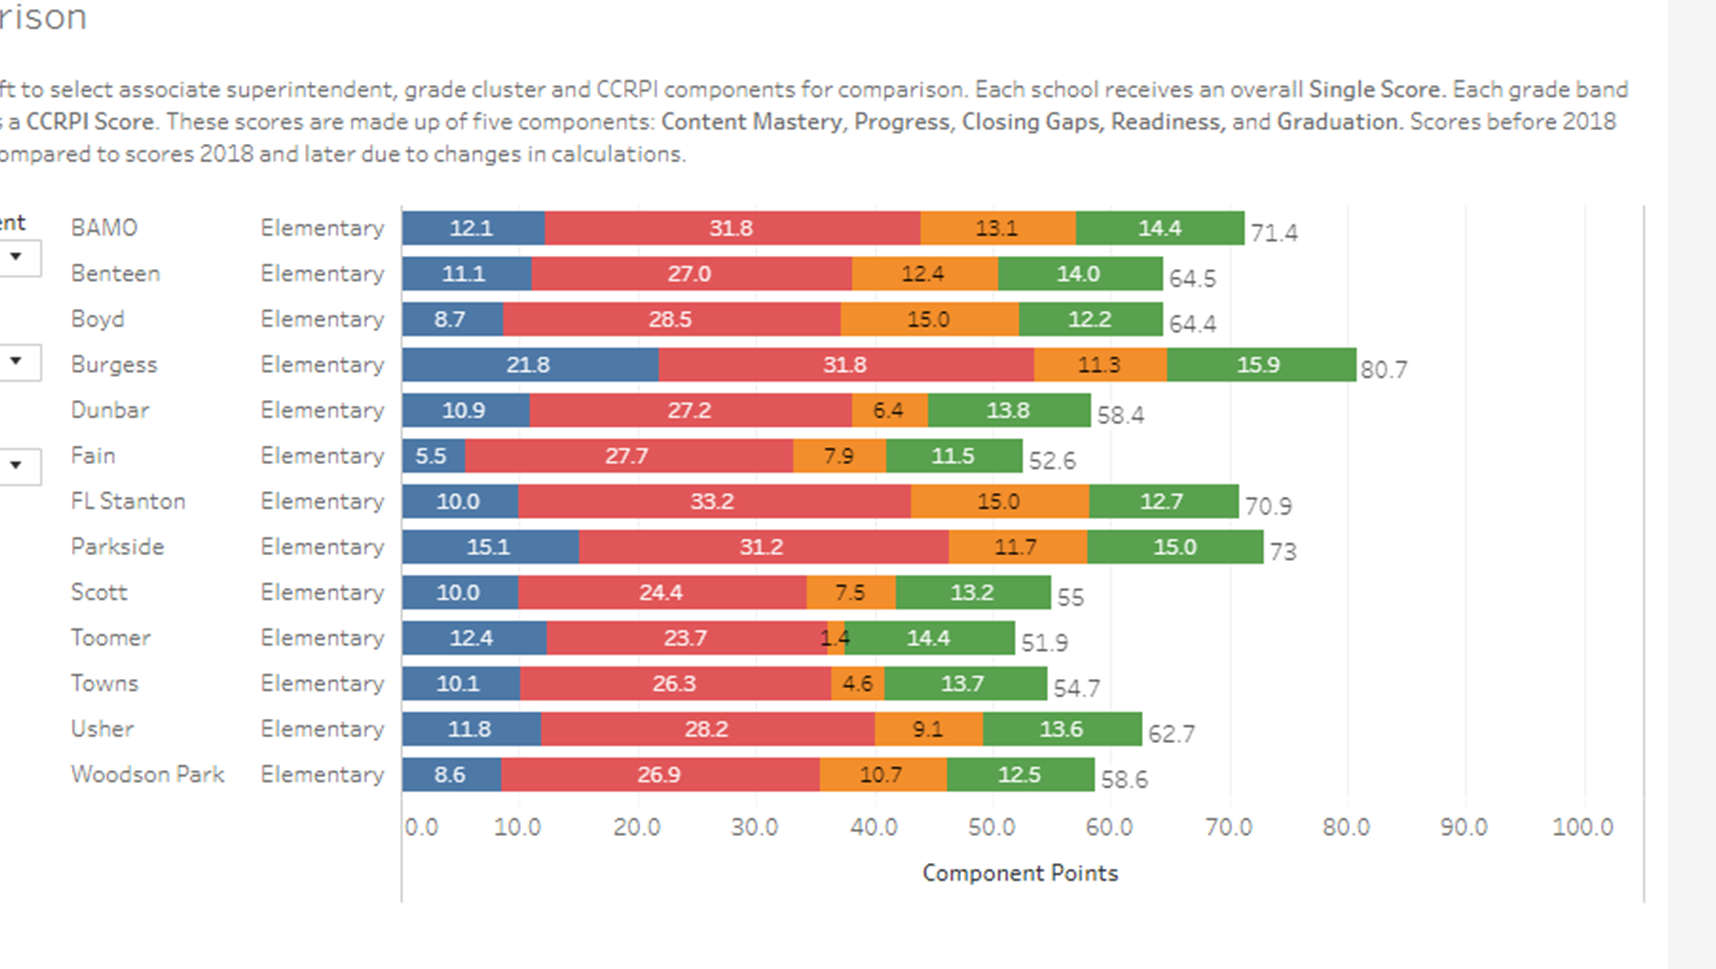 rison
ft to select associate superintendent, grade cluster and CCRPI components for comparison. Each school receives an overall Single Score. Each grade band
s a CCRPI Score. These scores are made up of five components: Content Mastery, Progress, Closing Gaps, Readiness, and Graduation. Scores before 2018
ompared to scores 2018 and later due to changes in calculations.
ent
BAMO Elementary 12.1 31.8 13.1 14.4 71.4
Benteen Elementary 11.1 27.0 12.4 14.0 64.5
Boyd Elementary 8.7 28.5 15.0 12.2 64.4
Burgess Elementary 21.8 31.8 11.3 15.9 80.7
Dunbar Elementary 10.9 27.2 6.4 13.8 58.4
Fain Elementary 5.5 27.7 7.9 11.5 52.6
FL Stanton Elementary 10.0 33.2 15.0 12.7 70.9
Parkside Elementary 15.1 31.2 11.7 15.0 73
Scott Elementary 10.0 24.4 7.5 13.2 55
Toomer Elementary 12.4 23.7 1.4 14.4 51.9
Towns Elementary 10.1 26.3 4.6 13.7 54.7
Usher Elementary 11.8 28.2 9.1 13.6 62.7
Woodson Park Elementary 8.6 26.9 10.7 12.5 58.6
0.0 10.0 20.0 30.0 40.0 50.0 60.0 70.0 80.0 90.0 100.0
Component Points